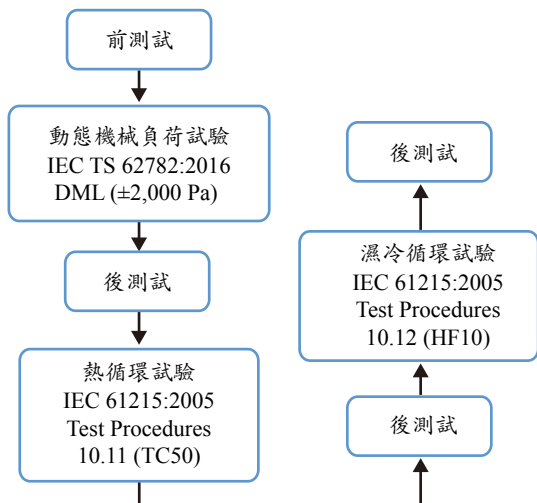 前測試
動態機械負荷試驗
IEC TS 62782:2016
DML (±2,000 Pa)
後測試
熱循環試驗
IEC 61215:2005
Test Procedures
10.11 (TC50)
後測試
濕冷循環試驗
IEC 61215:2005
Test Procedures
10.12 (HF10)
後測試